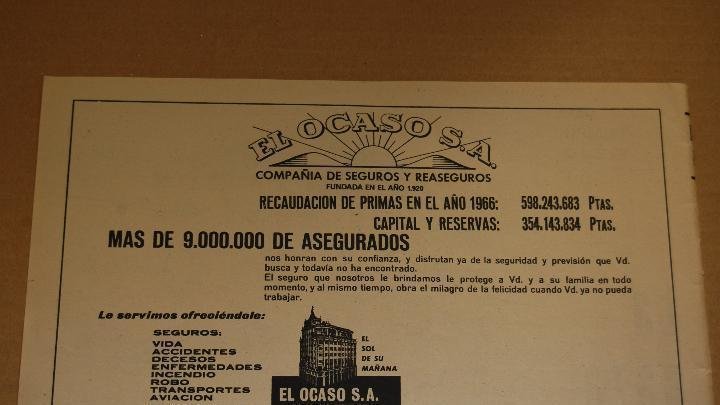 EL OCASO S.A.
COMPAÑIA DE SEGUROS Y REASEGUROS
FUNDADA EN EL AÑO 1.920
RECAUDACION DE PRIMAS EN EL AÑO 1966: 598.243.683 PTAS.
CAPITAL Y RESERVAS: 354.143.834 PTAS.
MAS DE 9.000.000 DE ASEGURADOS
nos honran con su confianza, y disfrutan ya de la seguridad y previsión que Vd.
busca y todavía no ha encontrado.
El seguro que nosotros le brindamos le protege a Vd. y a su familia en todo
momento, y al mismo tiempo, obra el milagro de la felicidad cuando Vd. ya no pueda
trabajar.
Le servimos ofreciéndole:
SEGUROS:
VIDA
ACCIDENTES
DECESOS
ENFERMEDADES
INCENDIO
ROBO
TRANSPORTES
AVIACION
EL
SOL
DE SU
MAÑANA
EL OCASO S.A.